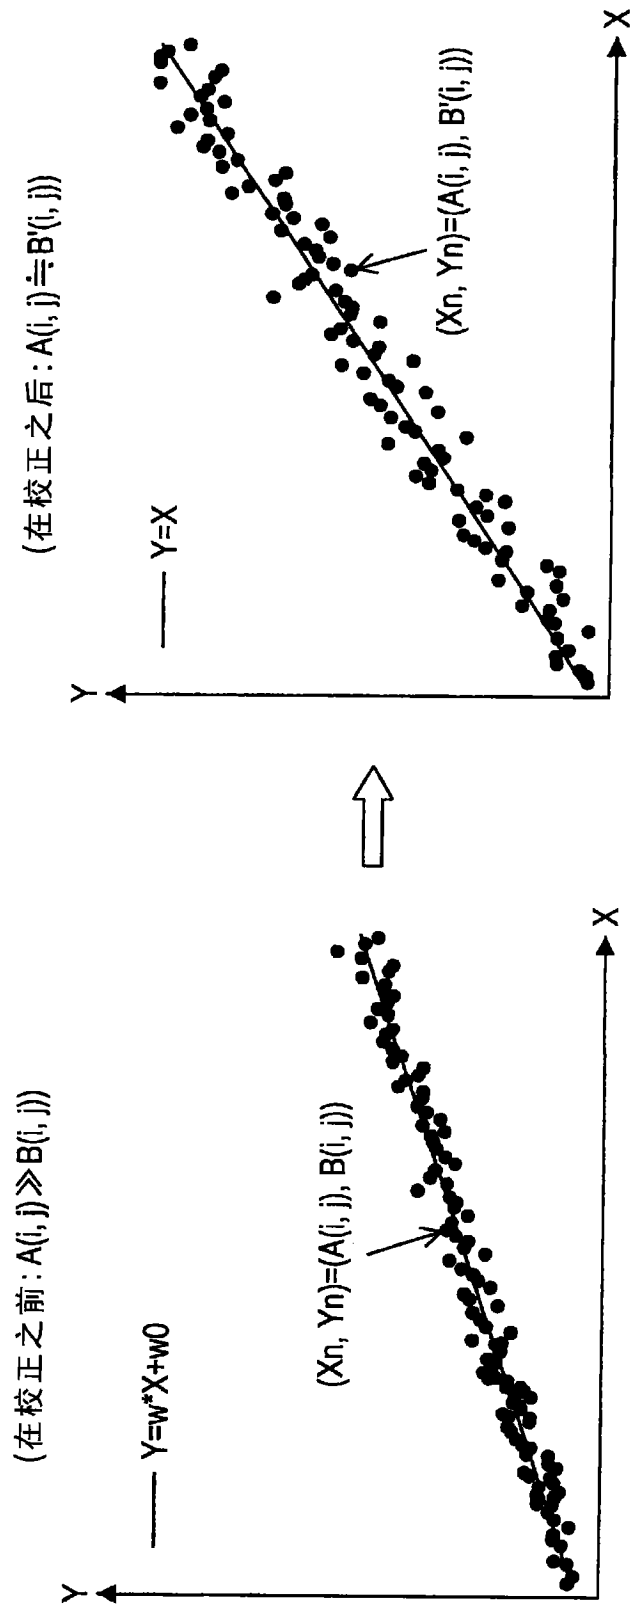 (在校正之前:A(i, j)≫B(i, j))
Y
Y=w*X+w0
(Xn, Yn)=(A(i, j), B(i, j))
X
(在校正之后:A(i, j)≒B'(i, j))
Y
Y=X
(Xn, Yn)=(A(i, j), B'(i, j))
X